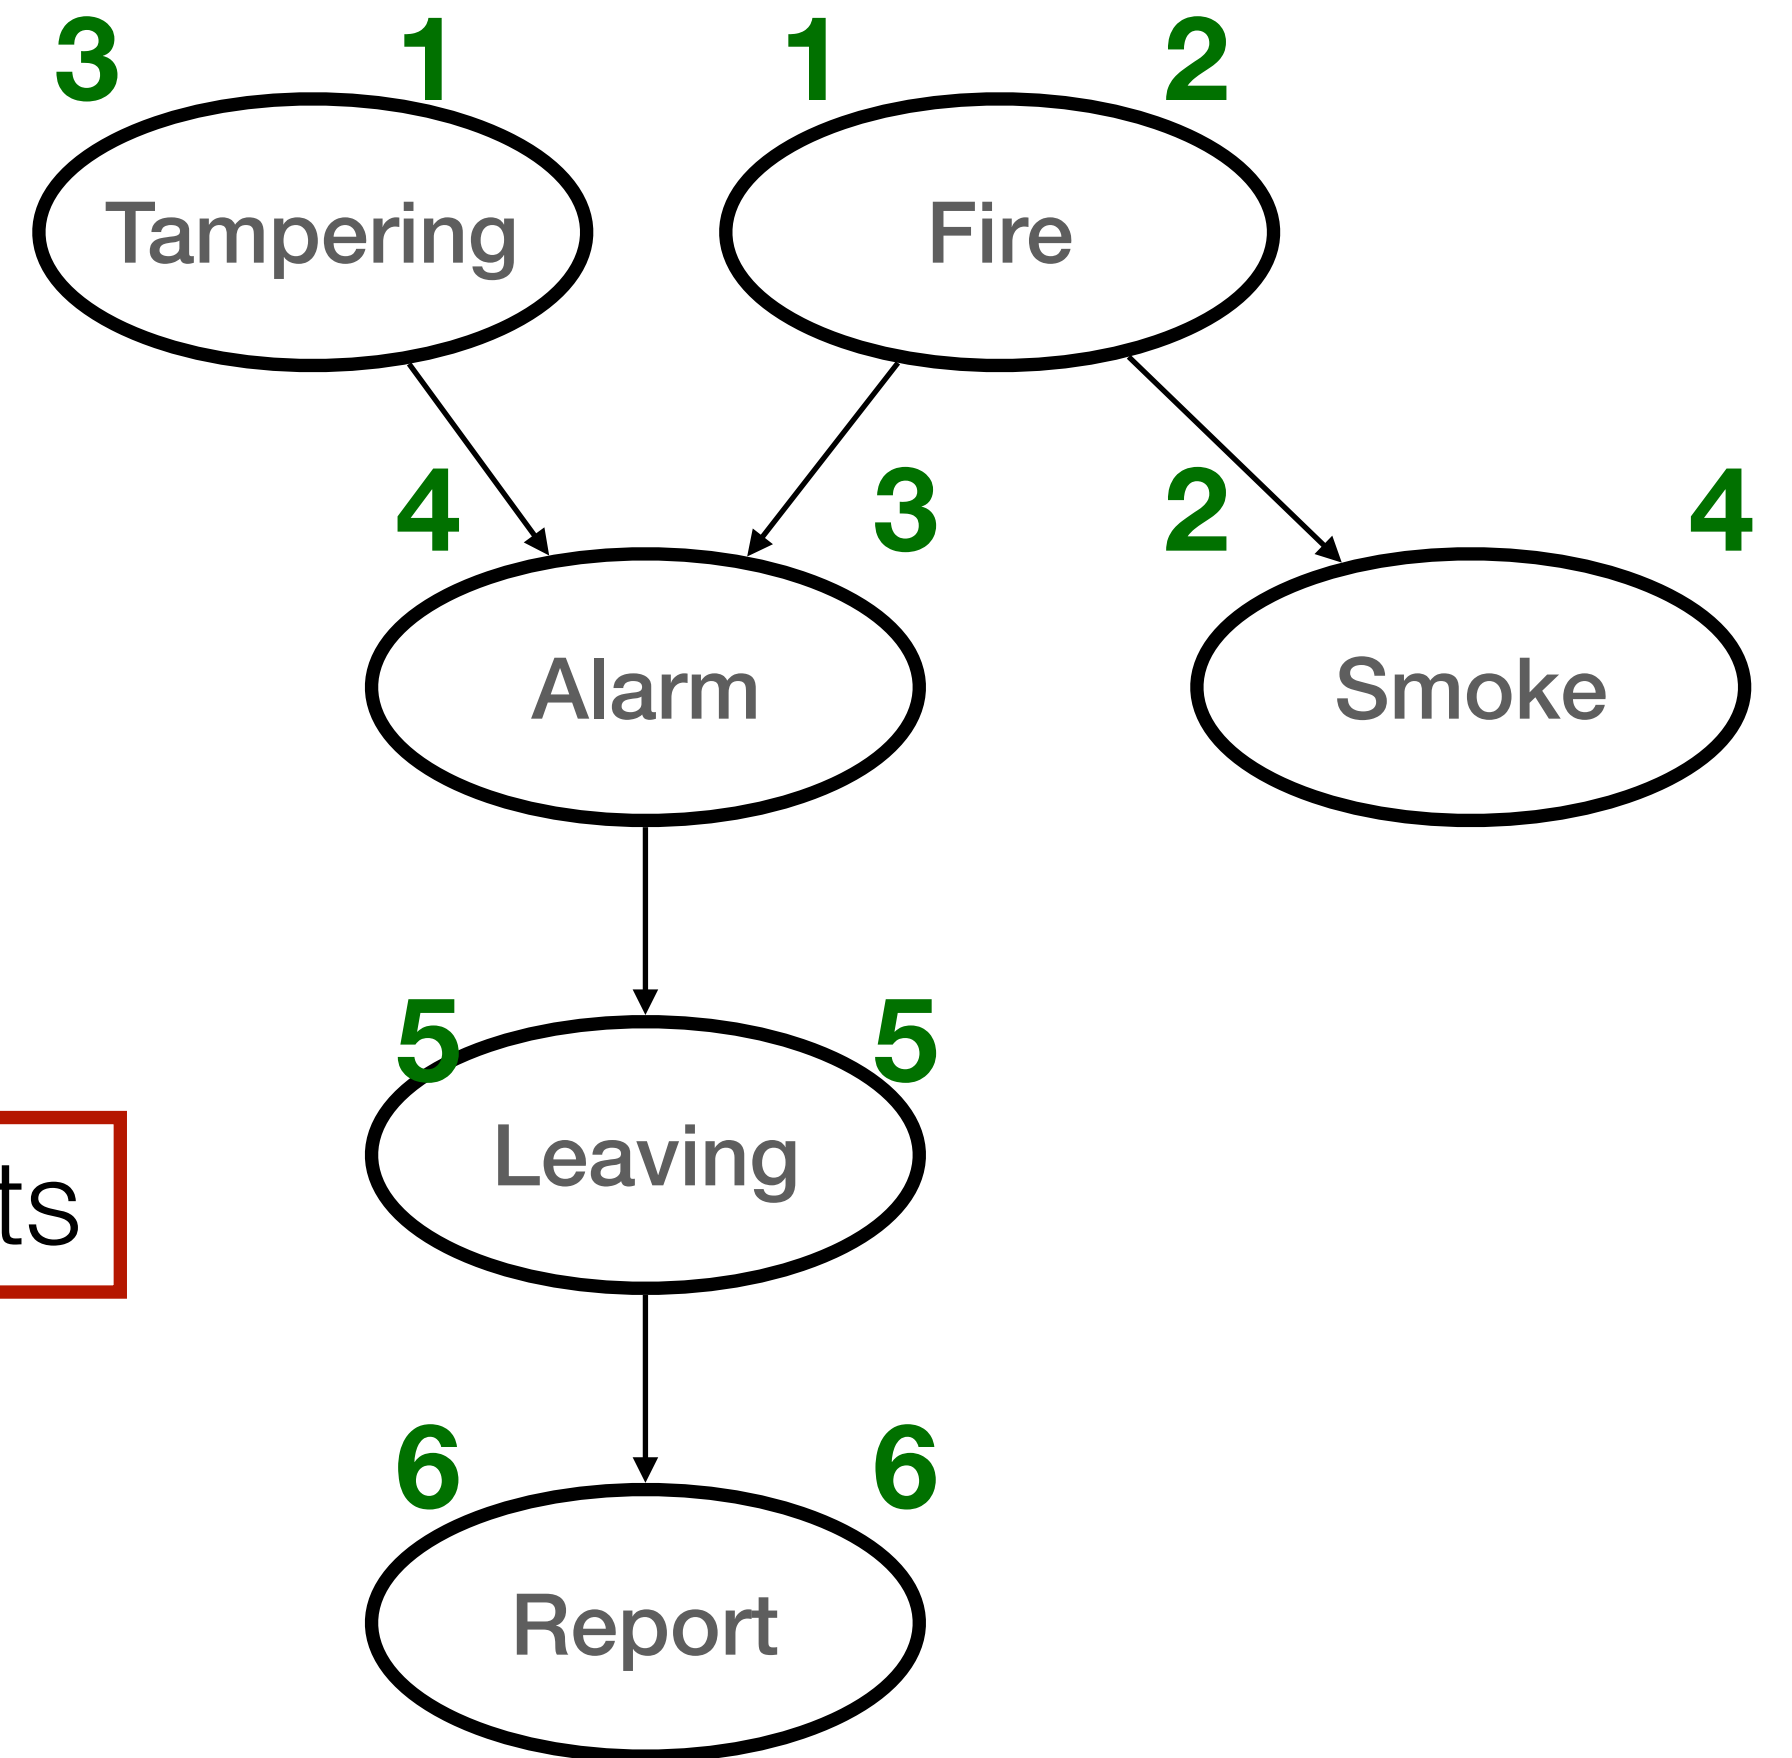 3 1 1 2
Tampering Fire
4 3 2 4
Alarm Smoke
5 5
Leaving
ts
6 6
Report